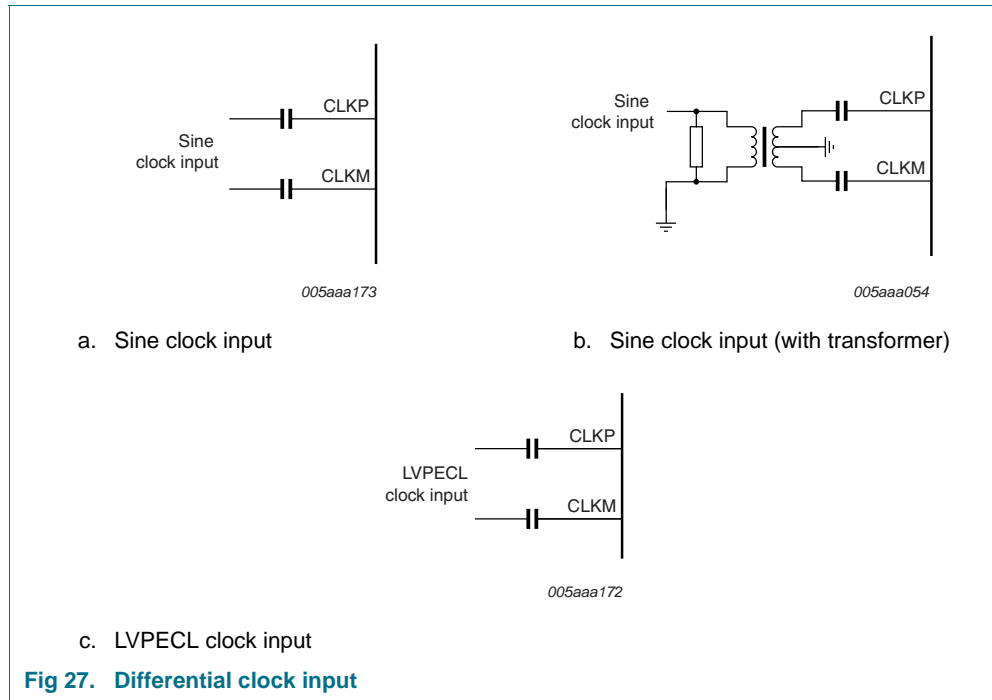 CLKP
Sine
clock input
CLKM
005aaa173
a. Sine clock input
Sine
clock input
CLKP
CLKM
005aaa054
b. Sine clock input (with transformer)
CLKP
LVPECL
clock input
CLKM
005aaa172
c. LVPECL clock input
Fig 27. Differential clock input